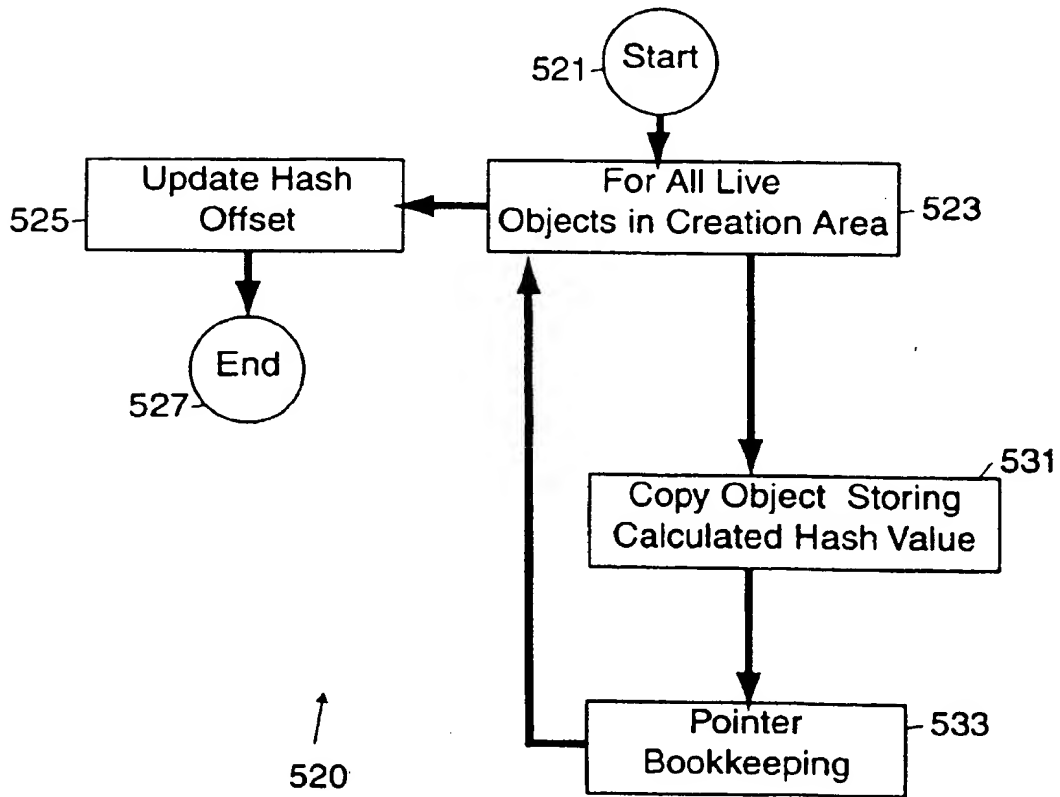 Start
521
Update Hash
Offset
525
For All Live
Objects in Creation Area
523
End
527
531
Copy Object Storing
Calculated Hash Value
Pointer
Bookkeeping
533
520